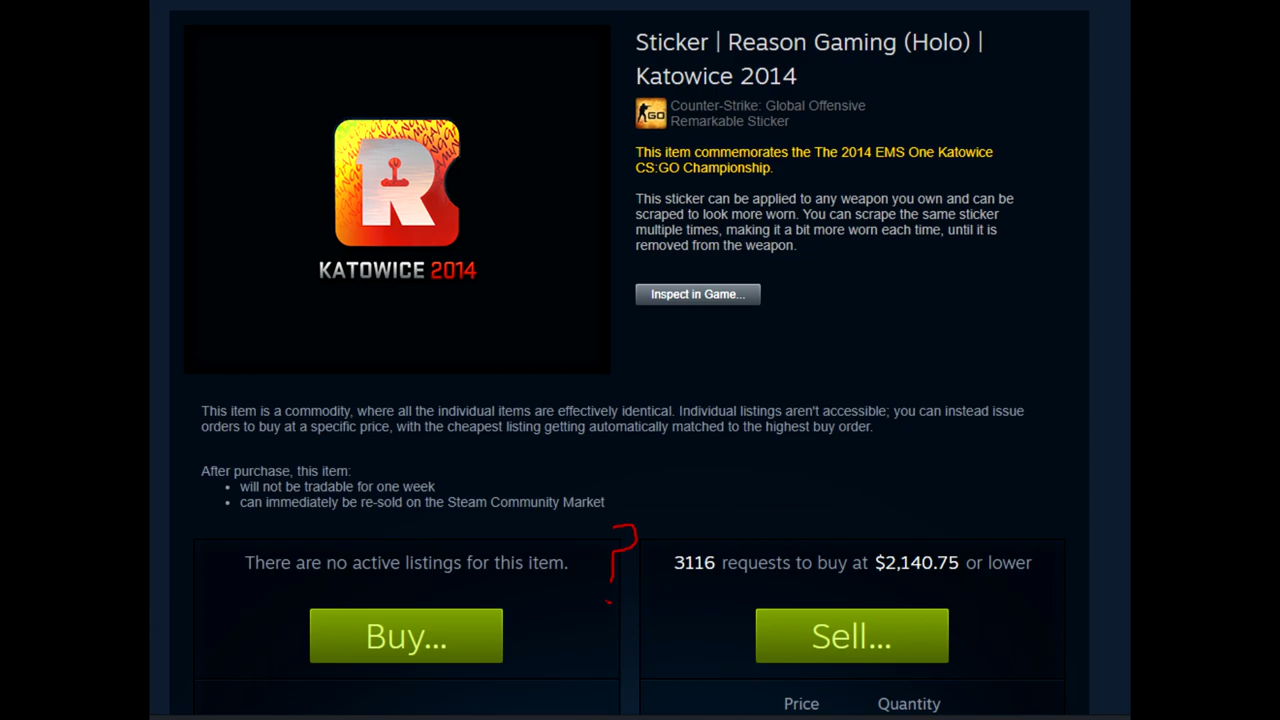 Sticker | Reason Gaming (Holo) |
Katowice 2014
GO
Counter-Strike: Global Offensive
Remarkable Sticker
This item commemorates the The 2014 EMS One Katowice
CS:GO Championship.
This sticker can be applied to any weapon you own and can be
scraped to look more worn. You can scrape the same sticker
multiple times, making it a bit more worn each time, until it is
removed from the weapon.
Inspect in Game...
R
KATOWICE 2014
This item is a commodity, where all the individual items are effectively identical. Individual listings aren't accessible; you can instead issue
orders to buy at a specific price, with the cheapest listing getting automatically matched to the highest buy order.
After purchase, this item:
• will not be tradable for one week
• can immediately be re-sold on the Steam Community Market
There are no active listings for this item.
?
Buy...
3116 requests to buy at $2,140.75 or lower
Sell...
Price Quantity